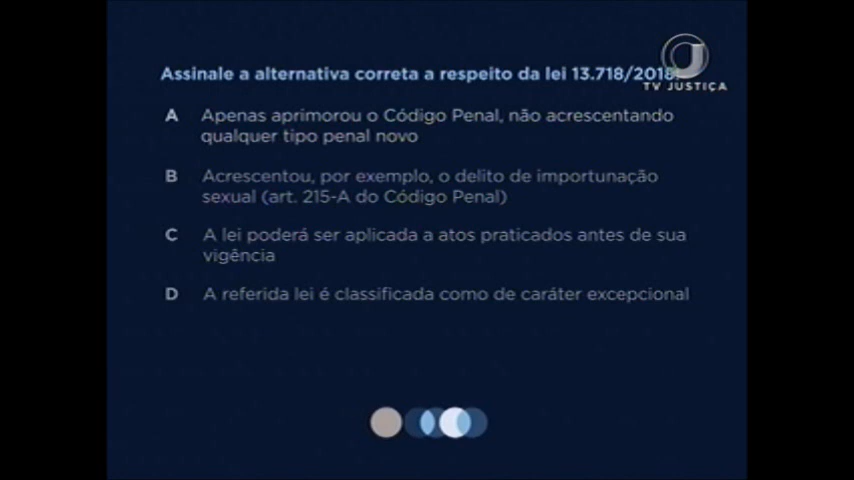 Assinale a alternativa correta a respeito da lei 13.718/2018.
TV JUSTIÇA
A Apenas aprimorou o Código Penal, não acrescentando
qualquer tipo penal novo
B Acrescentou, por exemplo, o delito de importunação
sexual (art. 215-A do Código Penal)
C A lei poderá ser aplicada a atos praticados antes de sua
vigência
D A referida lei é classificada como de caráter excepcional